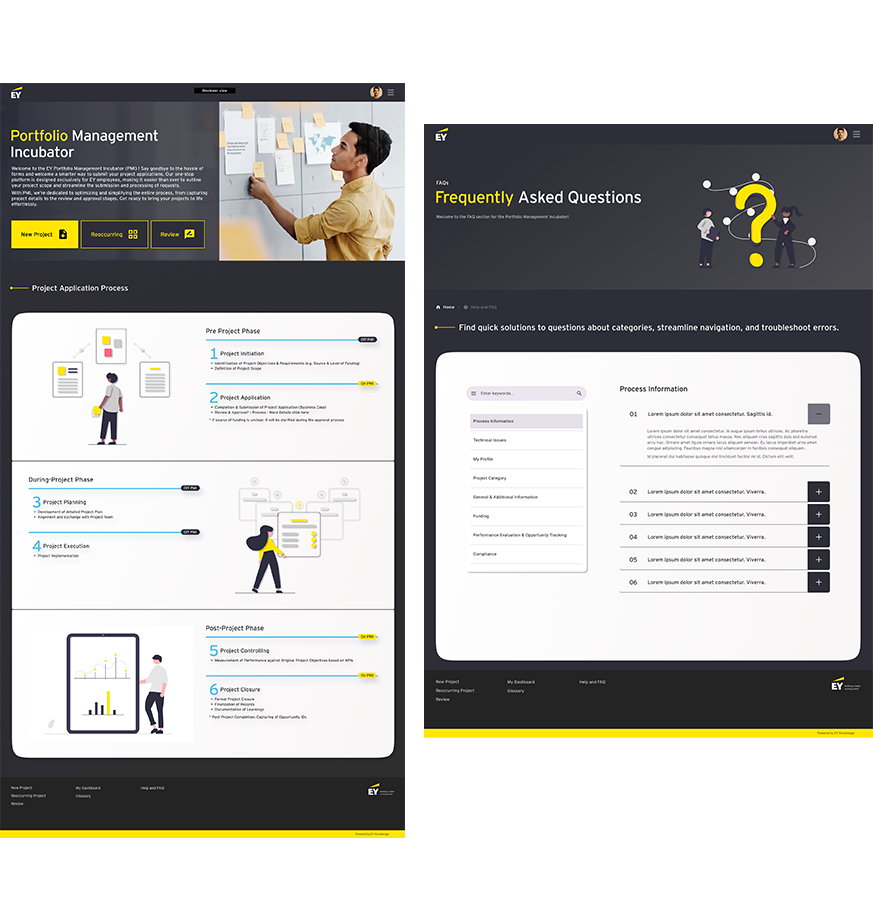 EY
Reviewer view
Portfolio Management
Incubator
Welcome to the EY Portfolio Management Incubator (PMI) ! Say goodbye to the hassle of
forms and welcome a smarter way to submit your project applications. Our one-stop
platform is designed exclusively for EY employees, making it easier than ever to outline
your project scope and streamline the submission and processing of requests.
With PMI, we're dedicated to optimizing and simplifying the entire process, from capturing
project details to the review and approval stages. Get ready to bring your projects to life
effortlessly.
New Project
Reoccurring
Review
Project Application Process
Pre Project Phase
Off PMI
1 Project Initiation
• Identification of Project Objectives & Requirements (e.g. Source & Level of Funding)
• Definition of Project Scope
On PMI
2 Project Application
• Completion & Submission of Project Application (Business Case)
• Review & Approval* - Process - More Details click here
* If source of funding is unclear, it will be clarified during the approval process
During-Project Phase
Off PMI
3 Project Planning
• Development of detailed Project Plan
• Alignment and Exchange with Project Team
Off PMI
4 Project Execution
• Project Implementation
Post-Project Phase
On PMI
5 Project Controlling
• Measurement of Performance against Original Project Objectives based on KPIs
On PMI
6 Project Closure
• Formal Project Closure
• Finalization of Records
• Documentation of Learnings
* Post Project Completion: Capturing of Opportunity IDs
New Project
Reoccurring Project
Review
My Dashboard
Glossary
Help and FAQ
EY
Powered by EY Knowledge
EY
FAQs
Frequently Asked Questions
Welcome to the FAQ section for the Portfolio Management Incubator!
Home
Help and FAQ
Find quick solutions to questions about categories, streamline navigation, and troubleshoot errors.
Enter keywords...
Process Information
Technical Issues
My Profile
Project Category
General & Additional Information
Funding
Performance Evaluation & Opportunity Tracking
Compliance
Process Information
01 Lorem ipsum dolor sit amet consectetur. Sagittis id.
Lorem ipsum dolor sit amet consectetur. In augue ipsum tellus ultrices. Ac pharetra
ultrices consectetur consequat tellus massa. Nec aliquam cras sagittis duis sed euismod
arcu hac. Ornare amet ligula ornare lacus aliquam aenean. Eu lacus imperdiet urna amet
congue adipiscing. Faucibus magna nisl ullamcorper in facilisis consequat aliquam.
Id placerat dui habitasse quisque nisl tincidunt facilisi mi id. Dictum elit velit.
02 Lorem ipsum dolor sit amet consectetur. Viverra.
03 Lorem ipsum dolor sit amet consectetur. Viverra.
04 Lorem ipsum dolor sit amet consectetur. Viverra.
05 Lorem ipsum dolor sit amet consectetur. Viverra.
06 Lorem ipsum dolor sit amet consectetur. Viverra.
New Project
Reoccurring Project
Review
My Dashboard
Glossary
Help and FAQ
EY
Powered by EY Knowledge